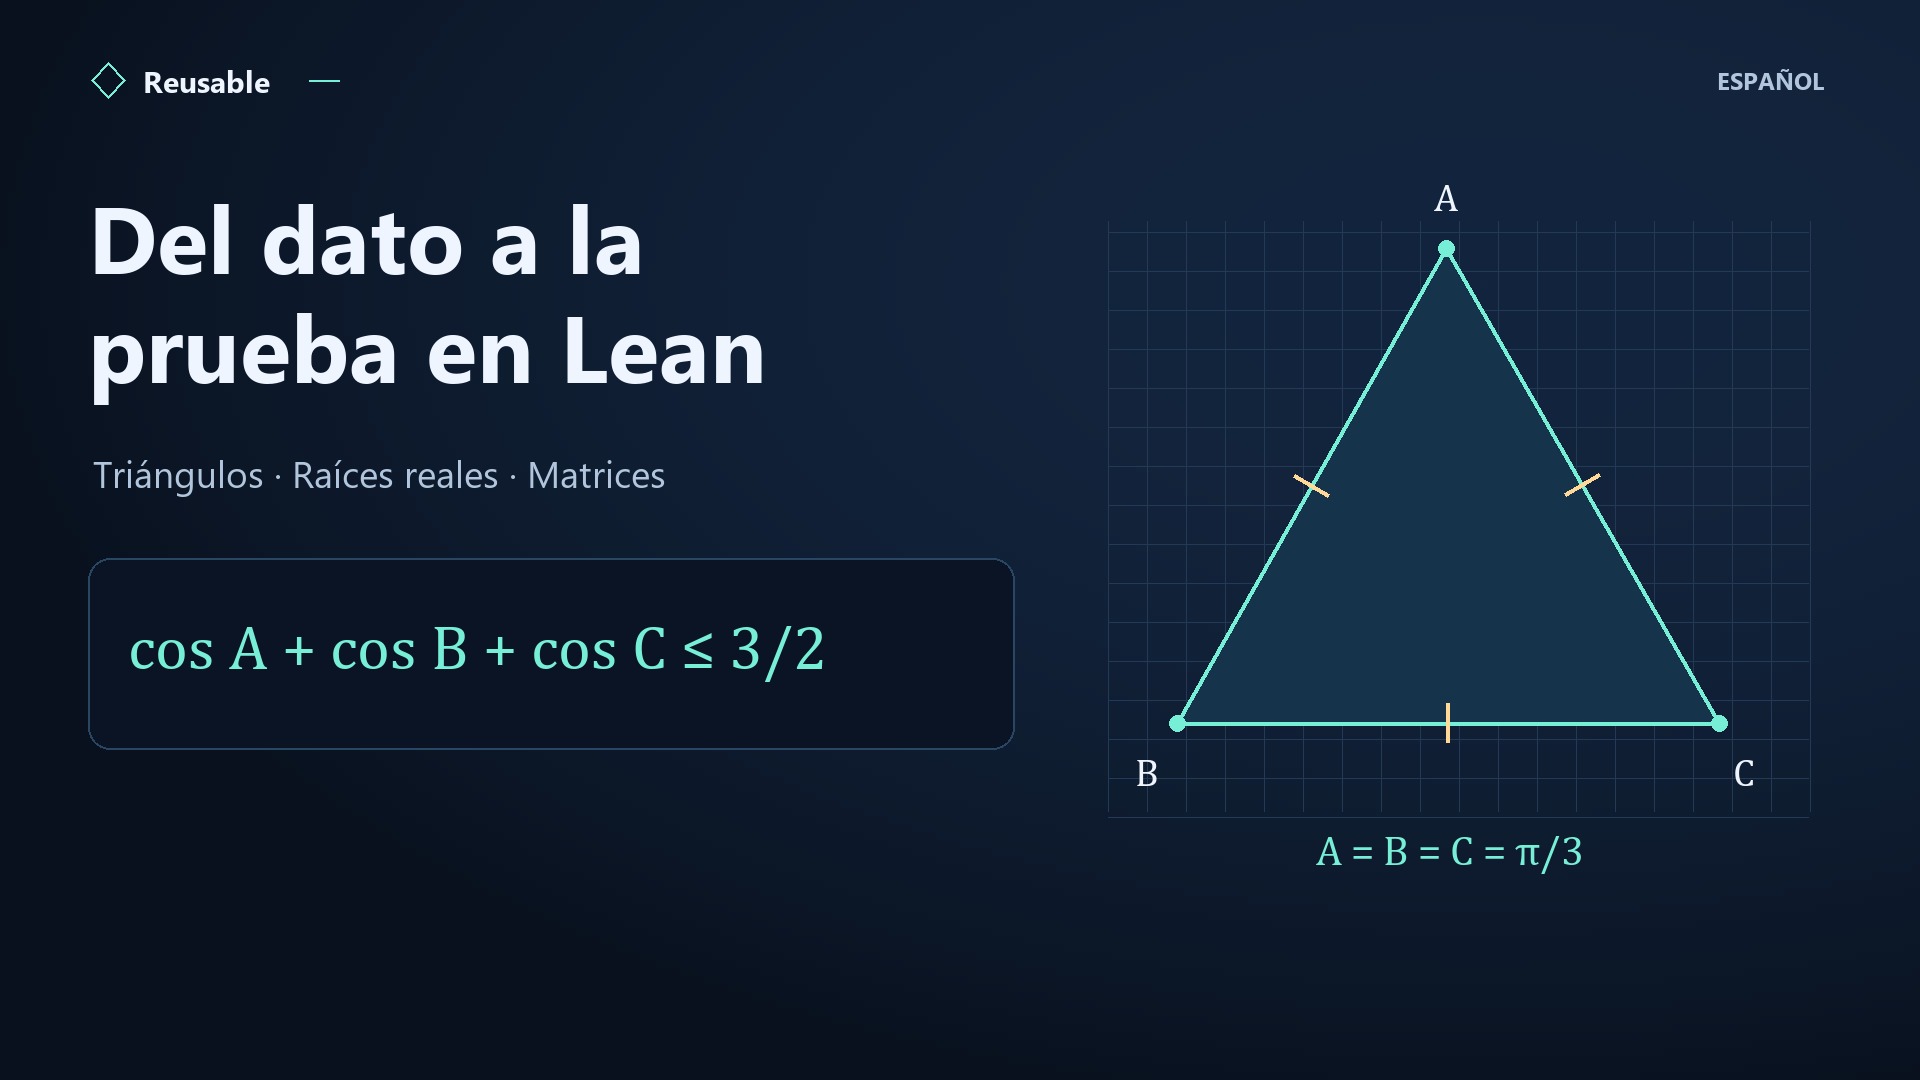 Reusable
ESPAÑOL
Del dato a la
prueba en Lean
Triángulos · Raíces reales · Matrices
cos A + cos B + cos C ≤ 3/2
A
B
C
A = B = C = π/3